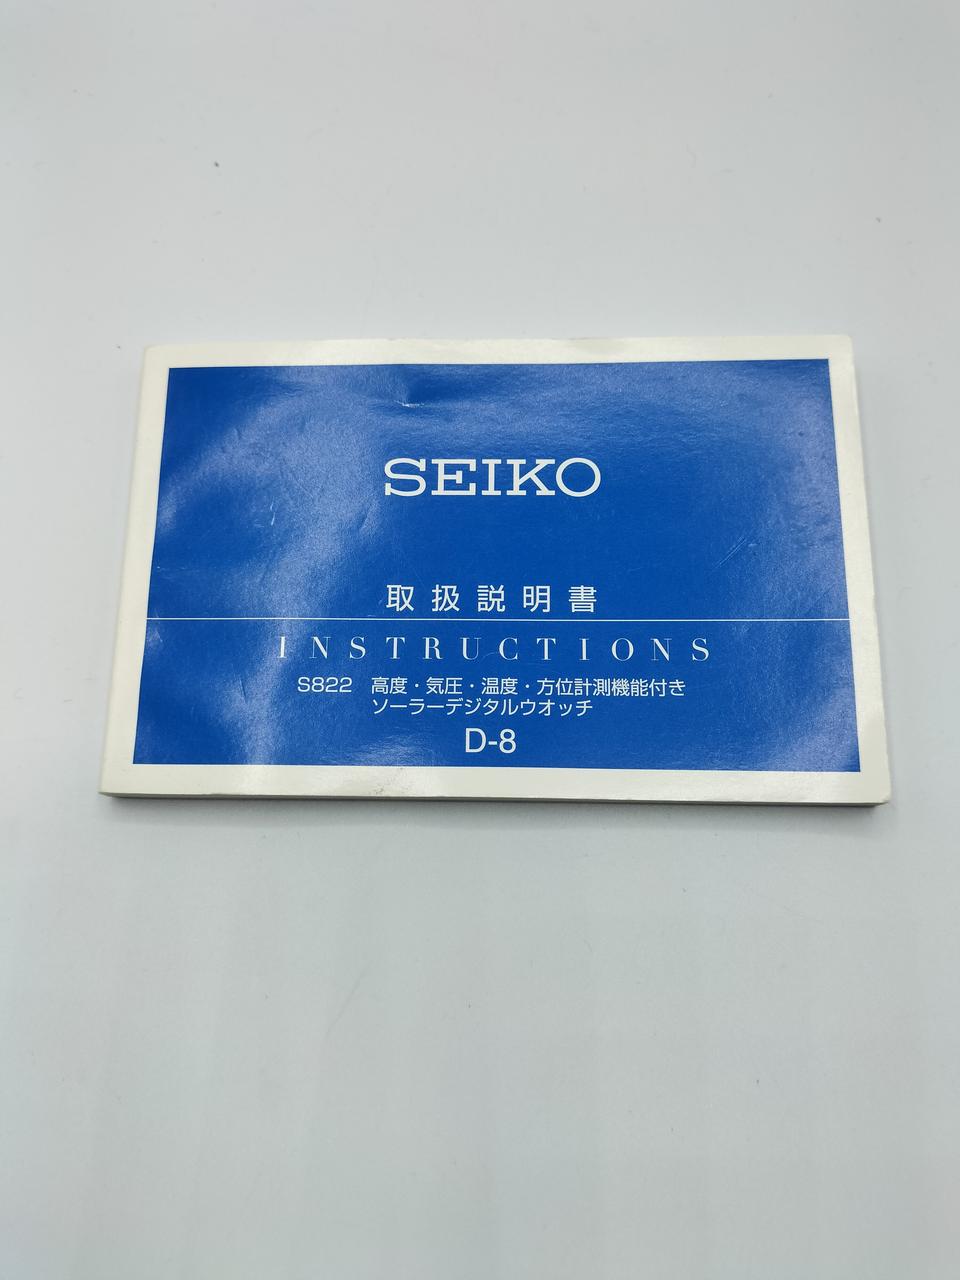 SEIKO
取扱説明書
INSTRUCTIONS
S822 高度・気圧・温度・方位計測機能付き
ソーラーデジタルウオッチ
D-8